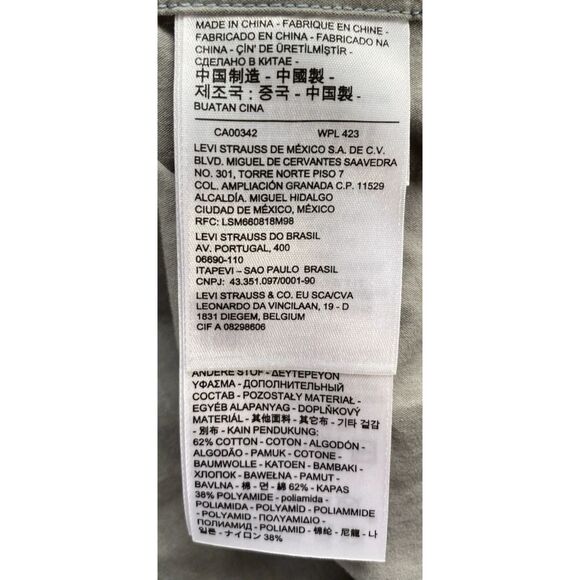 MADE IN CHINA - FABRIQUE EN CHINE -
FABRICADO EN CHINA - FABRICADO NA
CHINA - ÇİN' DE ÜRETİLMİŞTİR -
СДЕЛАНО В КИТАЕ -
中国制造 - 中國製 -
제조국 : 중국 - 中国製 -
BUATAN CINA
CA00342 WPL 423
LEVI STRAUSS DE MÉXICO S.A. DE C.V.
BLVD. MIGUEL DE CERVANTES SAAVEDRA
NO. 301, TORRE NORTE PISO 7
COL. AMPLIACIÓN GRANADA C.P. 11529
ALCALDÍA. MIGUEL HIDALGO
CIUDAD DE MÉXICO, MÉXICO
RFC: LSM660818M98
LEVI STRAUSS DO BRASIL
AV. PORTUGAL, 400
06690-110
ITAPEVI – SAO PAULO BRASIL
CNPJ: 43.351.097/0001-90
LEVI STRAUSS & CO. EU SCA/CVA
LEONARDO DA VINCILAAN, 19 - D
1831 DIEGEM, BELGIUM
CIF A 08298606
ANDERE STOF - ΔΕΥΤΕΡΕΥΟΝ
ΥΦΑΣΜΑ - ДОПОЛНИТЕЛЬНЫЙ
СОСТАВ - POZOSTAŁY MATERIAŁ -
EGYÉB ALAPANYAG - DOPLŇKOVÝ
MATERIÁL - 其他面料 - 其它布 - 기타 겉감
- 別布 - KAIN PENDUKUNG:
62% COTTON - COTON - ALGODÓN -
ALGODÃO - PAMUK - COTONE -
BAUMWOLLE - KATOEN - ΒΑΜΒΑΚΙ -
ХЛОПОК - BAWEŁNA - PAMUT -
BAVLNA - 棉 - 면 - 綿 62% - KAPAS
38% POLYAMIDE - poliamida -
POLIAMIDA - POLYAMİD - POLIAMMIDE
- POLYAMID - ΠΟΛΥΑΜΙΔΙΟ -
ПОЛИАМИД - POLIAMID - 锦纶 - 尼龍 - 나
일론 - ナイロン 38%